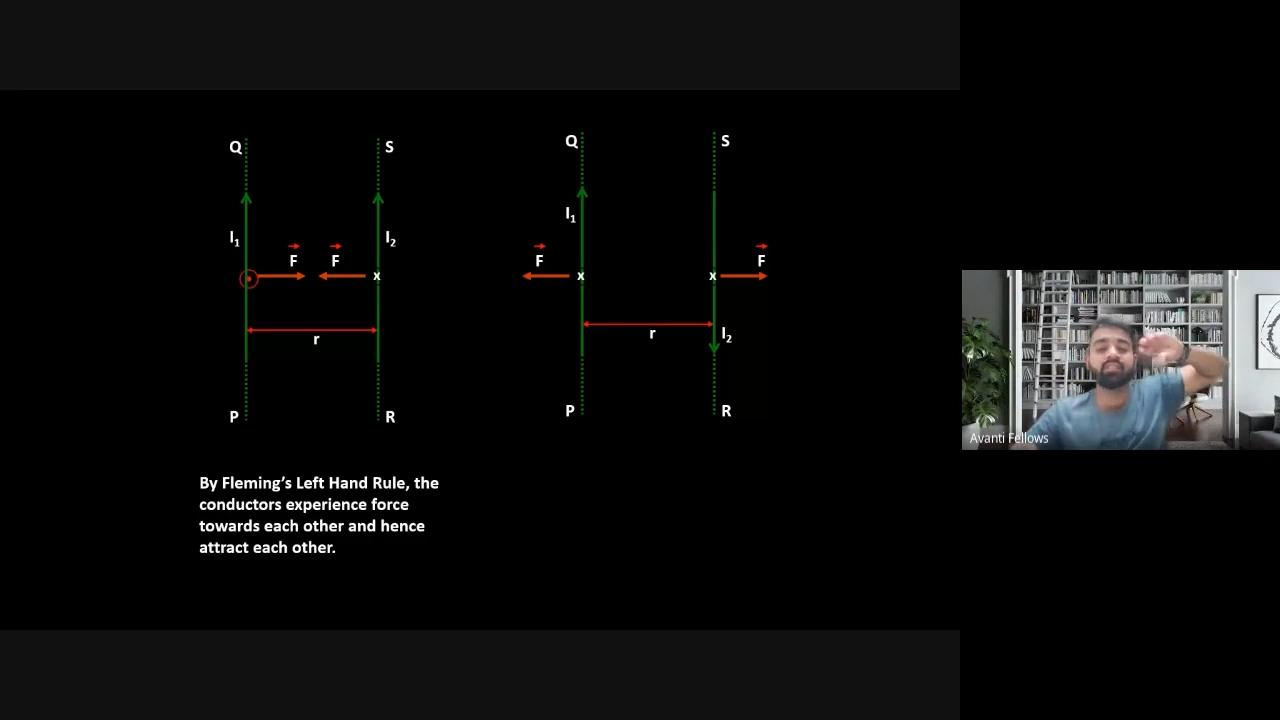 Q
S
I₁
I₂
F
F
x
r
P
R
Q
S
I₁
F
F
x
x
r
I₂
P
R
By Fleming's Left Hand Rule, the
conductors experience force
towards each other and hence
attract each other.
Avanti Fellows